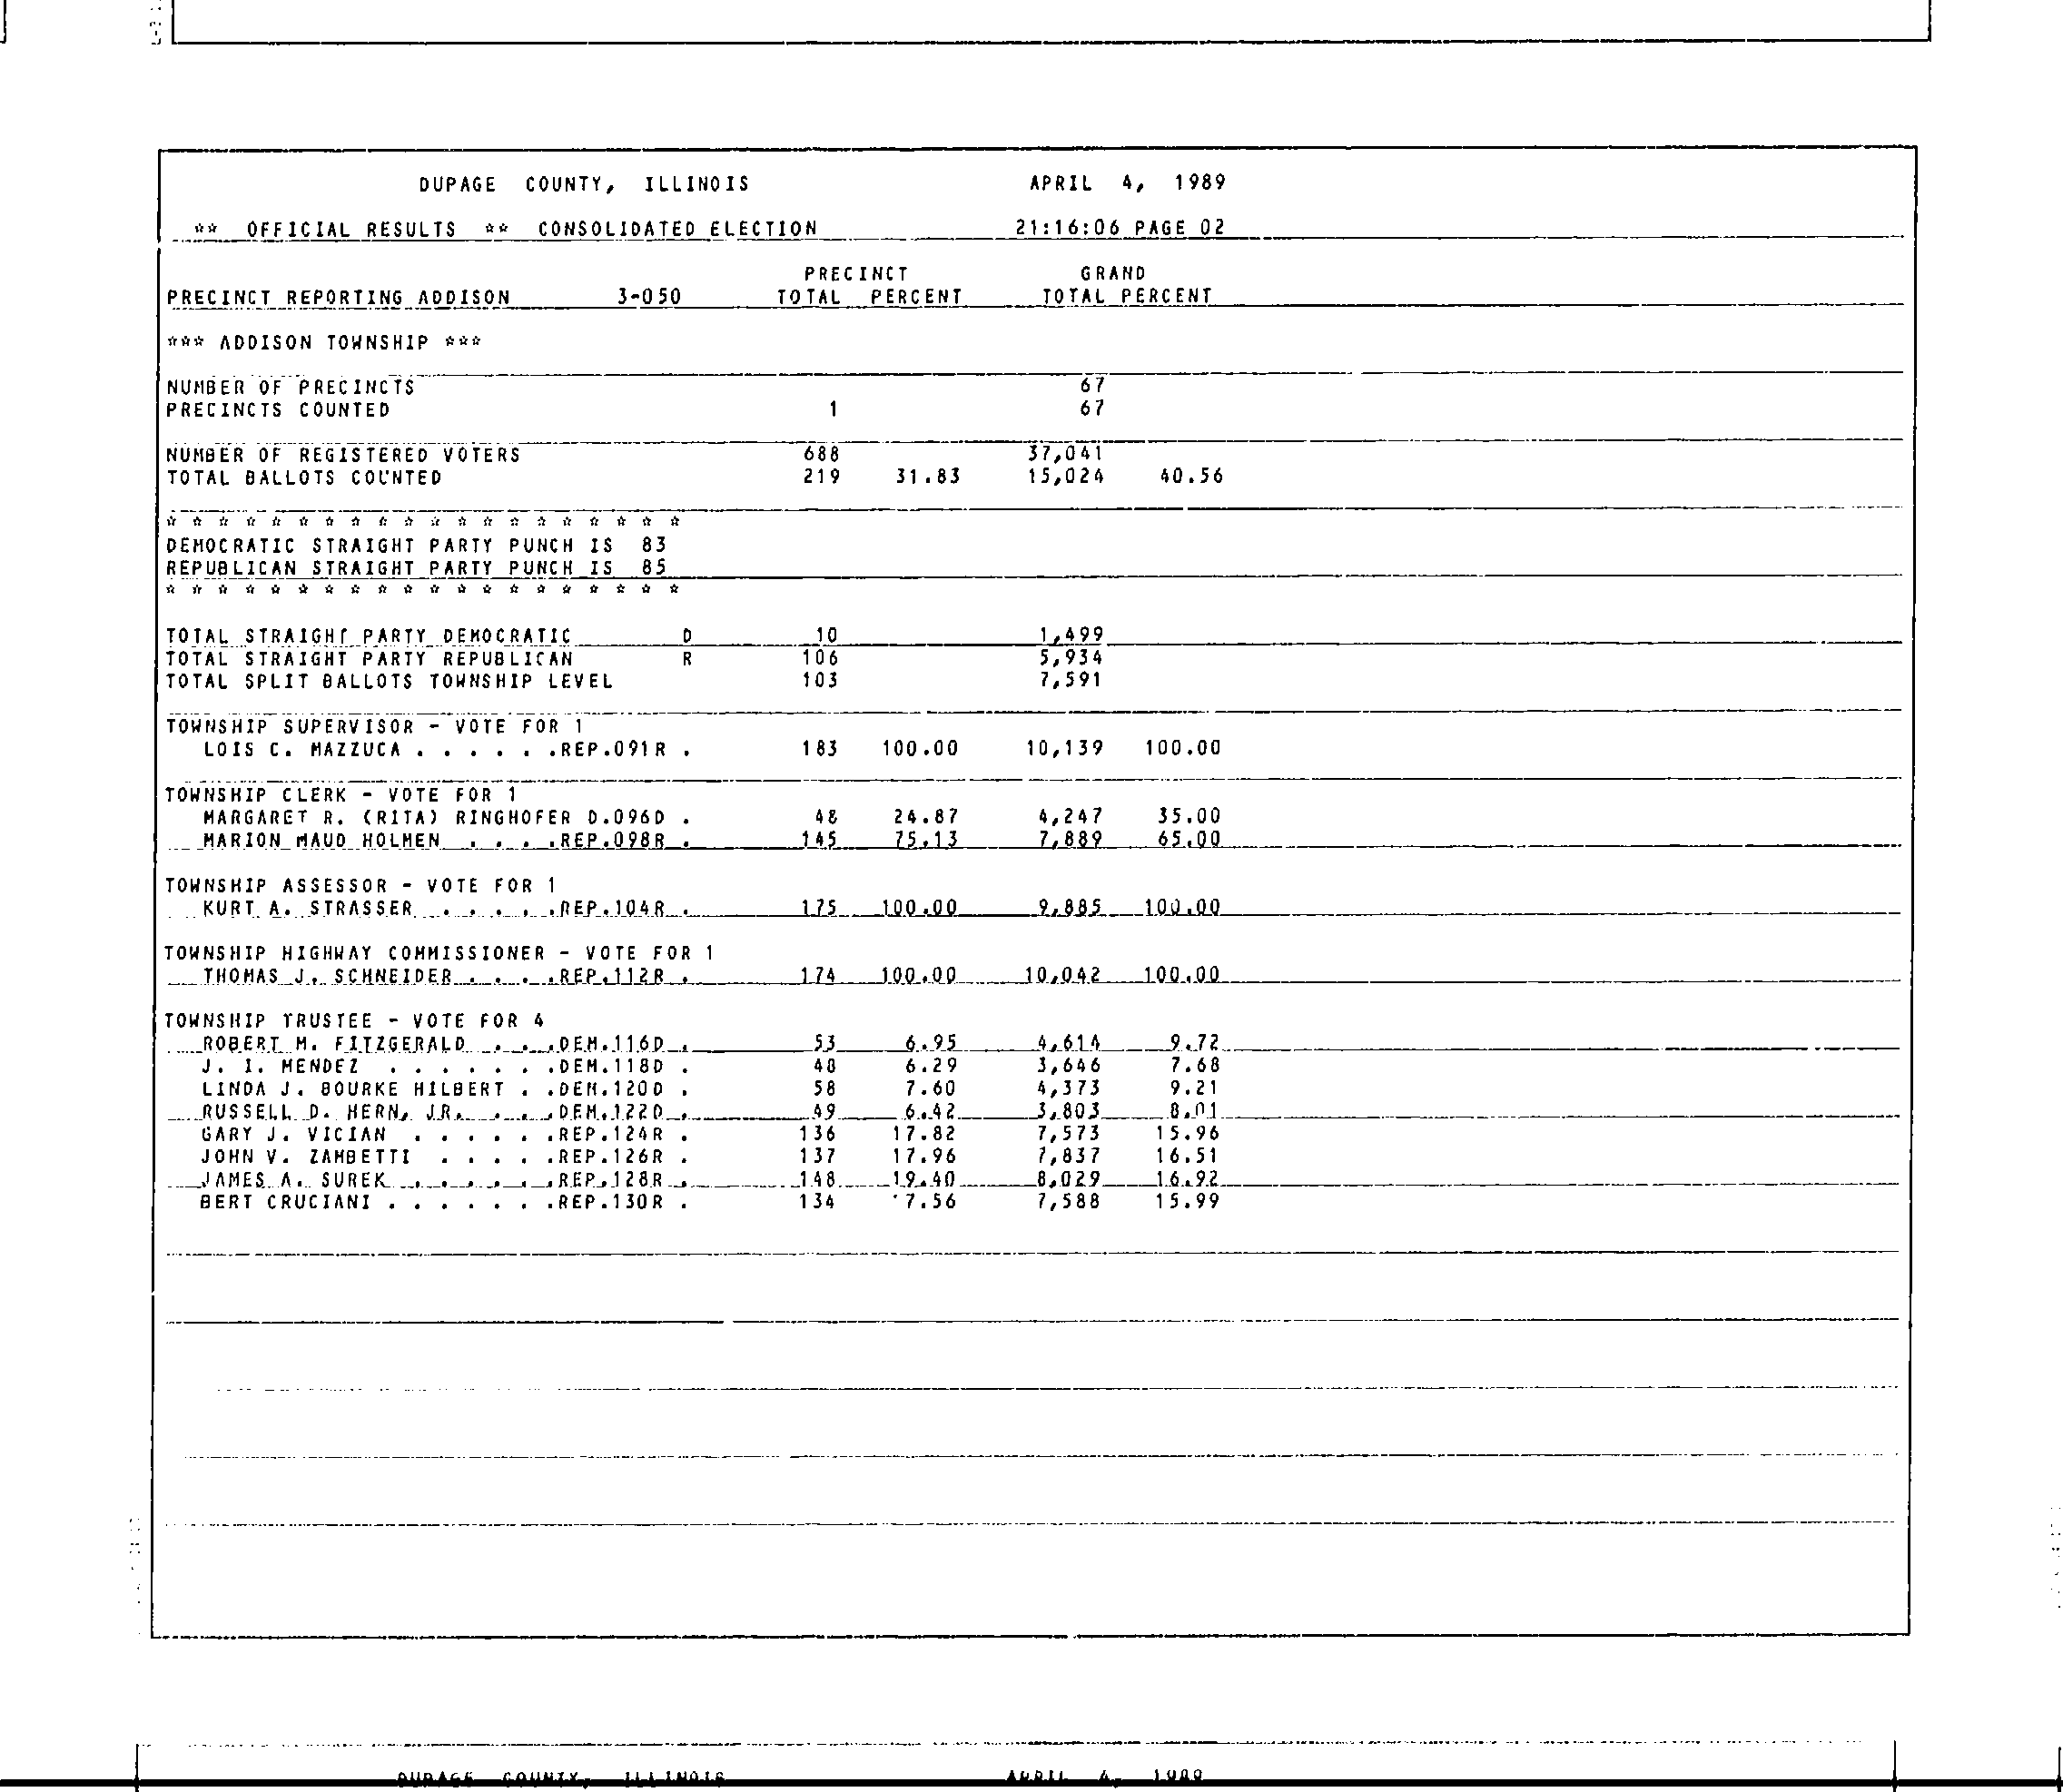 DUPAGE COUNTY, ILLINOIS APRIL 4, 1989
** OFFICIAL RESULTS ** CONSOLIDATED ELECTION 21:16:06 PAGE 02
PRECINCT GRAND
PRECINCT REPORTING ADDISON 3-050 TOTAL PERCENT TOTAL PERCENT
*** ADDISON TOWNSHIP ***
NUMBER OF PRECINCTS 67
PRECINCTS COUNTED 1 67
NUMBER OF REGISTERED VOTERS 688 37,041
TOTAL BALLOTS COUNTED 219 31.83 15,024 40.56
* * * * * * * * * * * * * * * * * * * *
DEMOCRATIC STRAIGHT PARTY PUNCH IS 83
REPUBLICAN STRAIGHT PARTY PUNCH IS 85
* * * * * * * * * * * * * * * * * * * *
TOTAL STRAIGHT PARTY DEMOCRATIC D 10 1,499
TOTAL STRAIGHT PARTY REPUBLICAN R 106 5,934
TOTAL SPLIT BALLOTS TOWNSHIP LEVEL 103 7,591
TOWNSHIP SUPERVISOR - VOTE FOR 1
LOIS C. MAZZUCA . . . . . .REP.091R . 183 100.00 10,139 100.00
TOWNSHIP CLERK - VOTE FOR 1
MARGARET R. (RITA) RINGHOFER D.096D . 48 24.87 4,247 35.00
MARION MAUD HOLMEN . . . .REP.098R . 145 75.13 7,889 65.00
TOWNSHIP ASSESSOR - VOTE FOR 1
KURT A. STRASSER . . . . . .REP.104R . 175 100.00 9,885 100.00
TOWNSHIP HIGHWAY COMMISSIONER - VOTE FOR 1
THOMAS J. SCHNEIDER . . . .REP.112R . 174 100.00 10,042 100.00
TOWNSHIP TRUSTEE - VOTE FOR 4
ROBERT M. FITZGERALD . . .DEM.116D . 53 6.95 4,614 9.72
J. I. MENDEZ . . . . . . .DEM.118D . 48 6.29 3,646 7.68
LINDA J. BOURKE HILBERT . .DEM.120D . 58 7.60 4,373 9.21
RUSSELL D. HERN, JR. . . . .DEM.122D . 49 6.42 3,803 8.01
GARY J. VICIAN . . . . . .REP.124R . 136 17.82 7,573 15.96
JOHN V. ZAMBETTI . . . . .REP.126R . 137 17.96 7,837 16.51
JAMES A. SUREK . . . . . . .REP.128R . 148 19.40 8,029 16.92
BERT CRUCIANI . . . . . . .REP.130R . 134 7.56 7,588 15.99
DUPAGE COUNTY, ILLINOIS APRIL 4, 1989